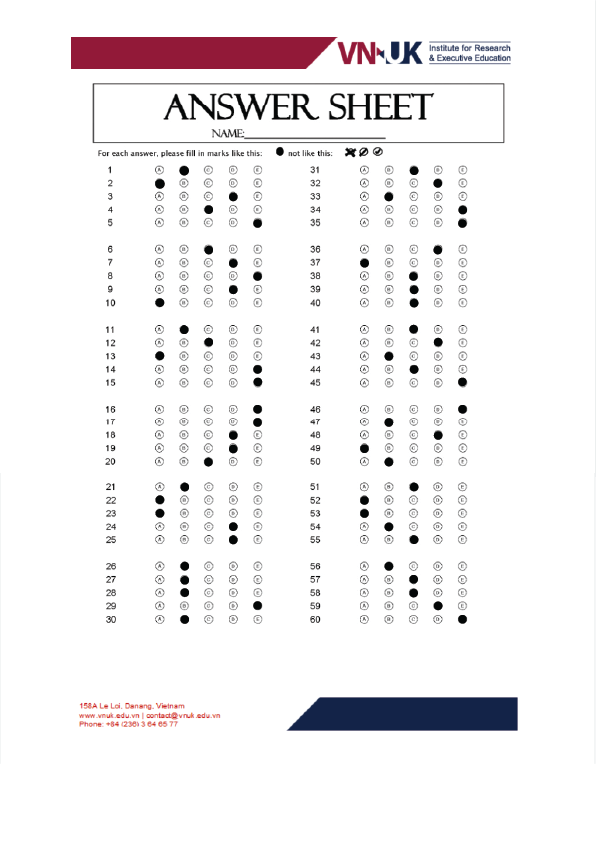 VN UK Institute for Research
& Executive Education
ANSWER SHEET
NAME:
For each answer, please fill in marks like this: not like this:
1 A C D E 31 A B D E
2 B C D E 32 A B C E
3 A B C E 33 A C D E
4 A B D E 34 A B C D
5 A B C D 35 A B C D
6 A B D E 36 A B C E
7 A B C E 37 B C D E
8 A B C D 38 A B D E
9 A B C E 39 A B D E
10 B C D E 40 A B D E
11 A C D E 41 A B D E
12 A B D E 42 A B C E
13 B C D E 43 A C D E
14 A B C D 44 A B D E
15 A B C D 45 A B C D
16 A B C D 46 A B C D
17 A B C D 47 A C D E
18 A B C E 48 A B C E
19 A B C E 49 B C D E
20 A B D E 50 A C D E
21 A C D E 51 A B D E
22 B C D E 52 B C D E
23 B C D E 53 B C D E
24 A B C E 54 A C D E
25 A B C E 55 A B D E
26 A C D E 56 A C D E
27 A C D E 57 A B D E
28 A C D E 58 A B D E
29 A B C D 59 A B C E
30 A C D E 60 A B C D
158A Le Loi, Danang, Vietnam
www.vnuk.edu.vn | contact@vnuk.edu.vn
Phone: +84 (236) 3 64 65 77